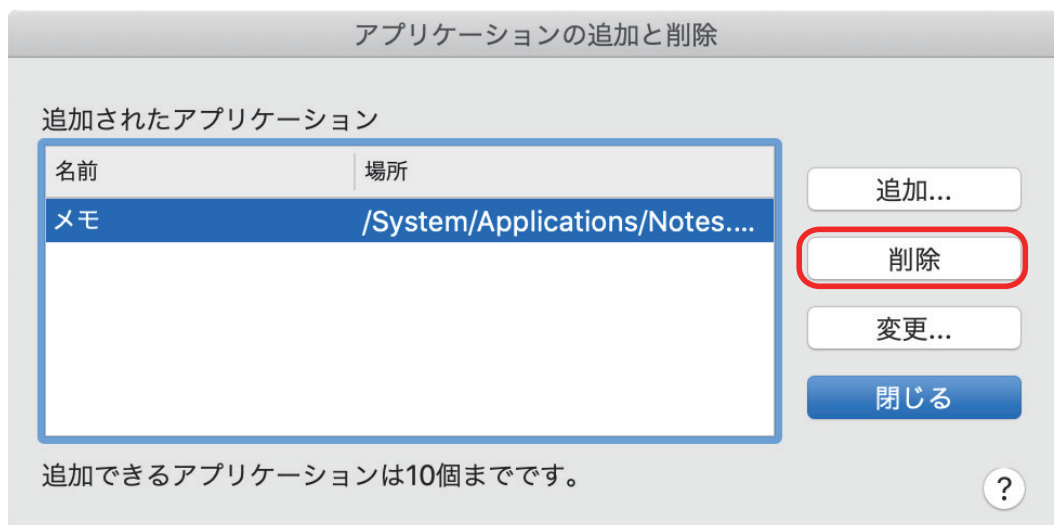 アプリケーションの追加と削除
追加されたアプリケーション
名前 場所
メモ /System/Applications/Notes....
追加...
削除
変更...
閉じる
追加できるアプリケーションは10個までです。
?